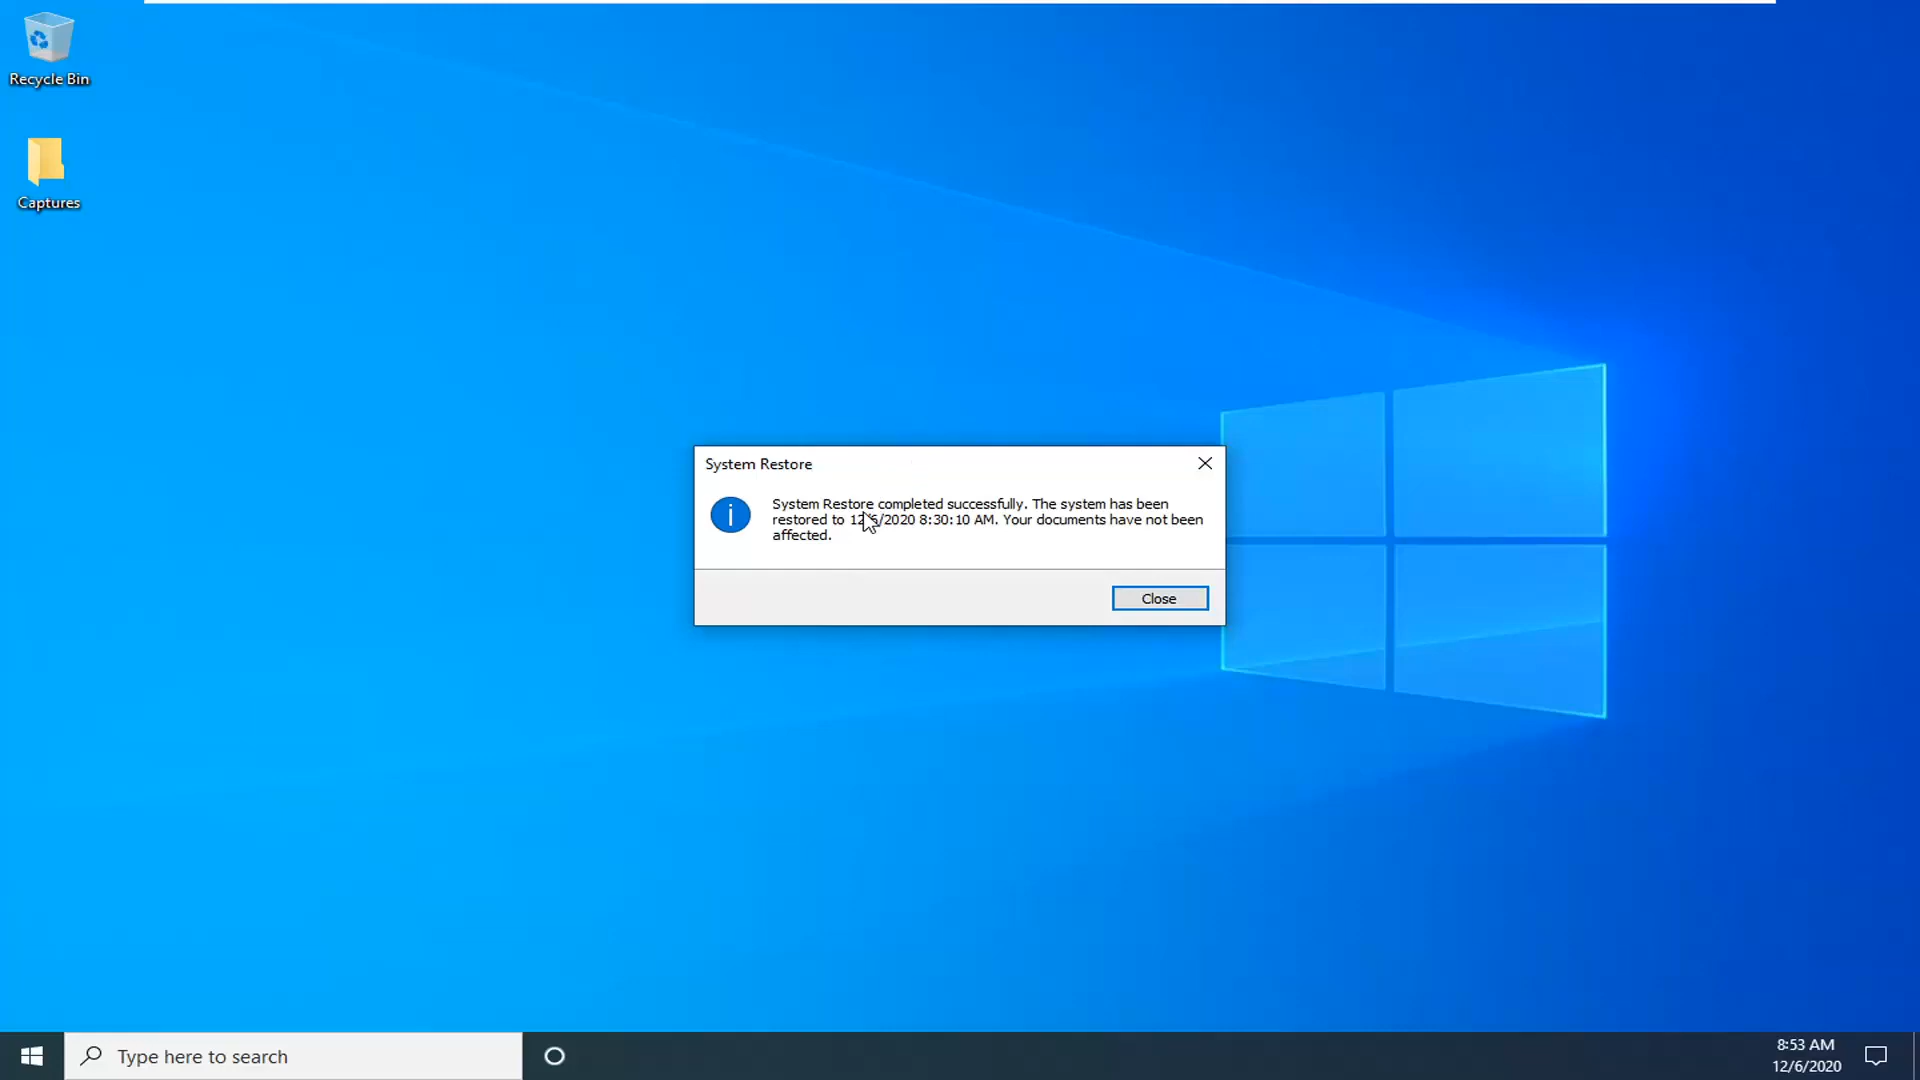 Recycle Bin
Captures
System Restore
System Restore completed successfully. The system has been
restored to 12/6/2020 8:30:10 AM. Your documents have not been
affected.
Close
Type here to search
8:53 AM
12/6/2020